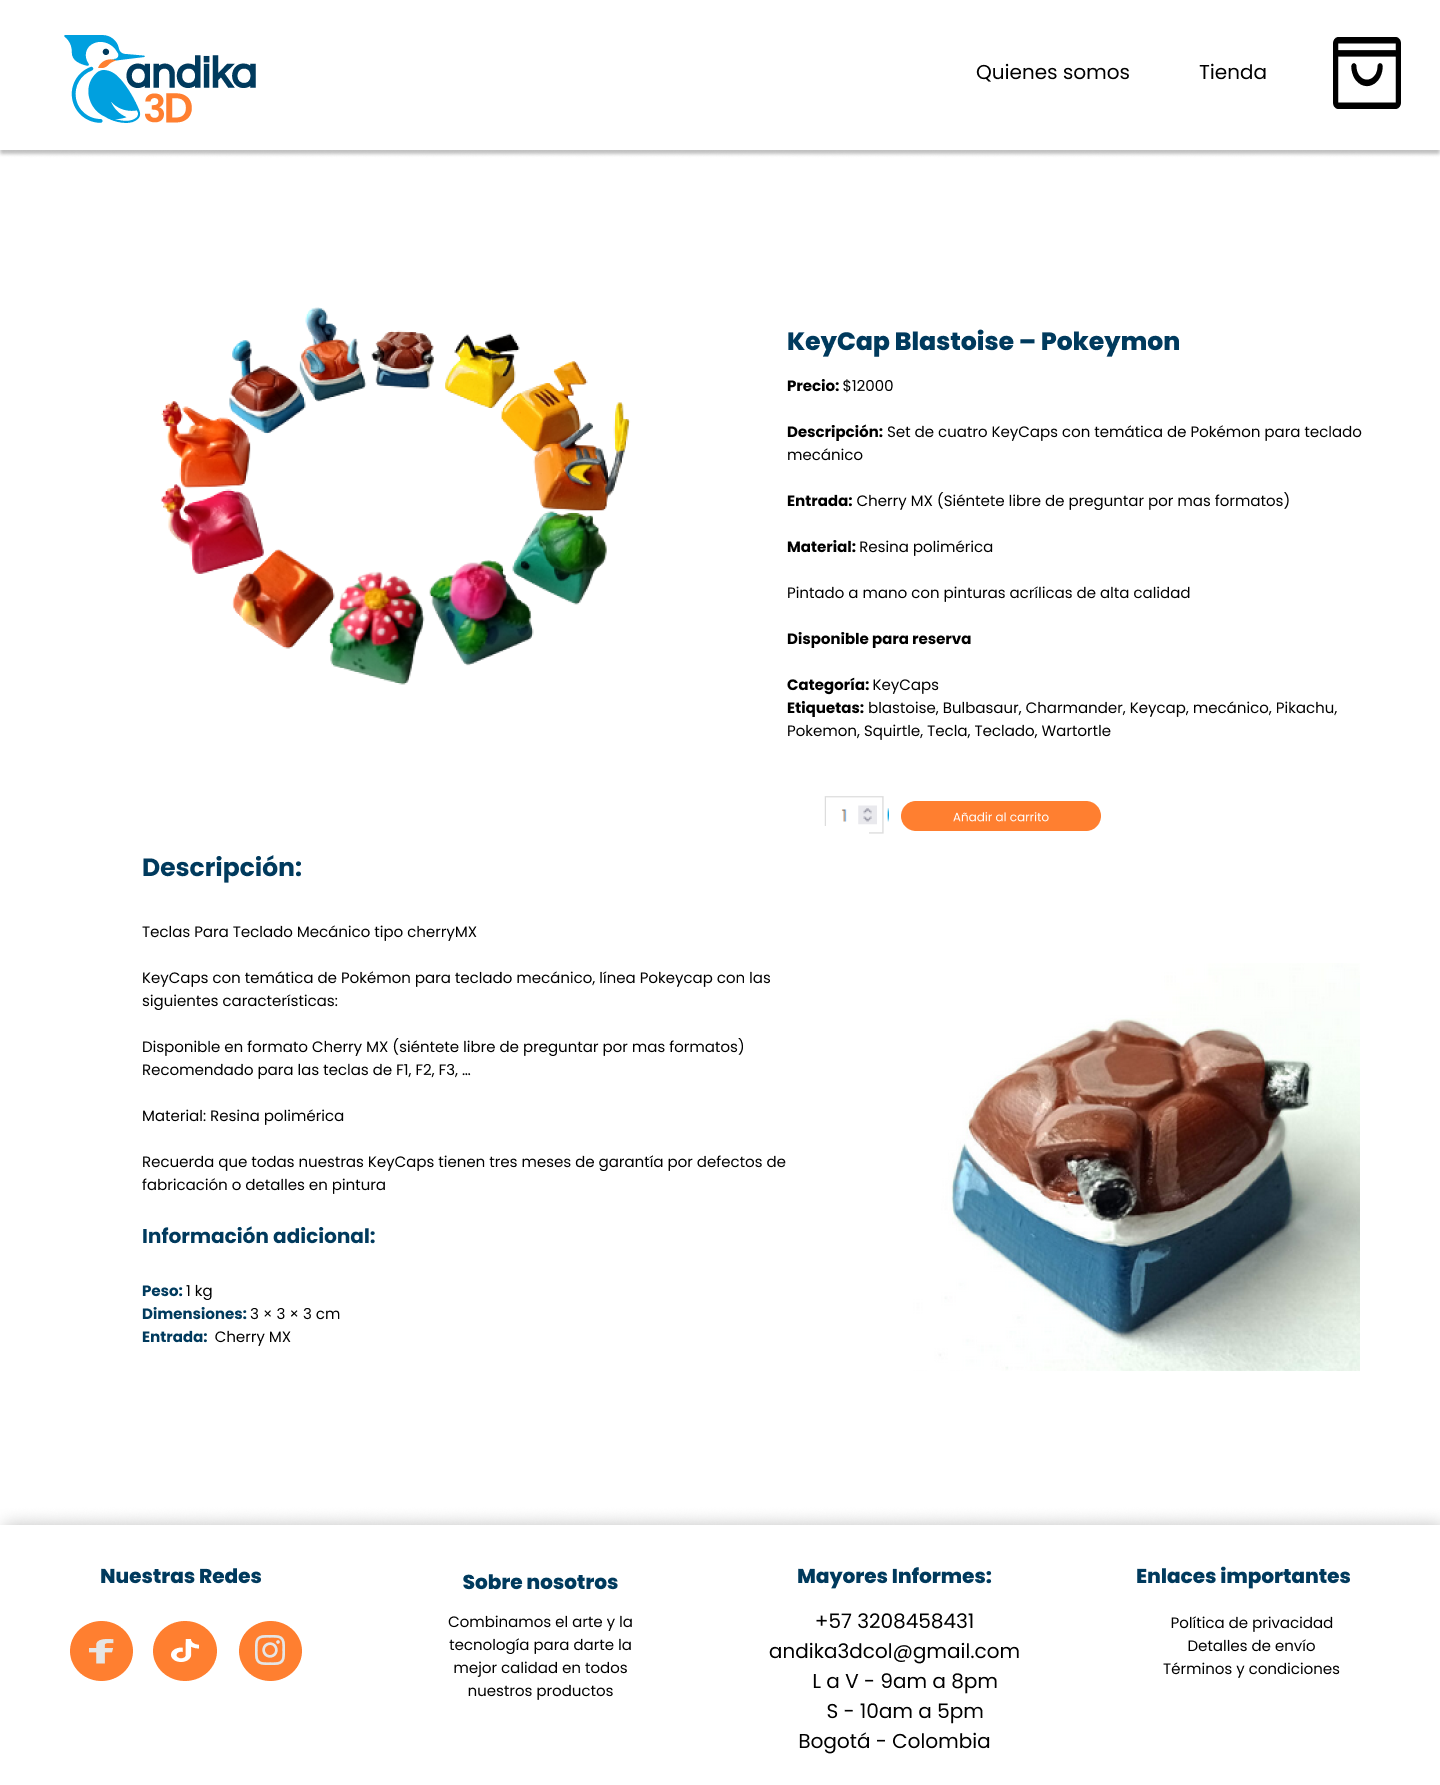 andika
3D
Quienes somos
Tienda
KeyCap Blastoise – Pokeymon
Precio: $12000
Descripción: Set de cuatro KeyCaps con temática de Pokémon para teclado
mecánico
Entrada: Cherry MX (Siéntete libre de preguntar por mas formatos)
Material: Resina polimérica
Pintado a mano con pinturas acrílicas de alta calidad
Disponible para reserva
Categoría: KeyCaps
Etiquetas: blastoise, Bulbasaur, Charmander, Keycap, mecánico, Pikachu,
Pokemon, Squirtle, Tecla, Teclado, Wartortle
1
Añadir al carrito
Descripción:
Teclas Para Teclado Mecánico tipo cherryMX
KeyCaps con temática de Pokémon para teclado mecánico, línea Pokeycap con las
siguientes características:
Disponible en formato Cherry MX (siéntete libre de preguntar por mas formatos)
Recomendado para las teclas de F1, F2, F3, …
Material: Resina polimérica
Recuerda que todas nuestras KeyCaps tienen tres meses de garantía por defectos de
fabricación o detalles en pintura
Información adicional:
Peso: 1 kg
Dimensiones: 3 × 3 × 3 cm
Entrada: Cherry MX
Nuestras Redes
Sobre nosotros
Combinamos el arte y la
tecnología para darte la
mejor calidad en todos
nuestros productos
Mayores Informes:
+57 3208458431
andika3dcol@gmail.com
L a V - 9am a 8pm
S - 10am a 5pm
Bogotá - Colombia
Enlaces importantes
Política de privacidad
Detalles de envío
Términos y condiciones